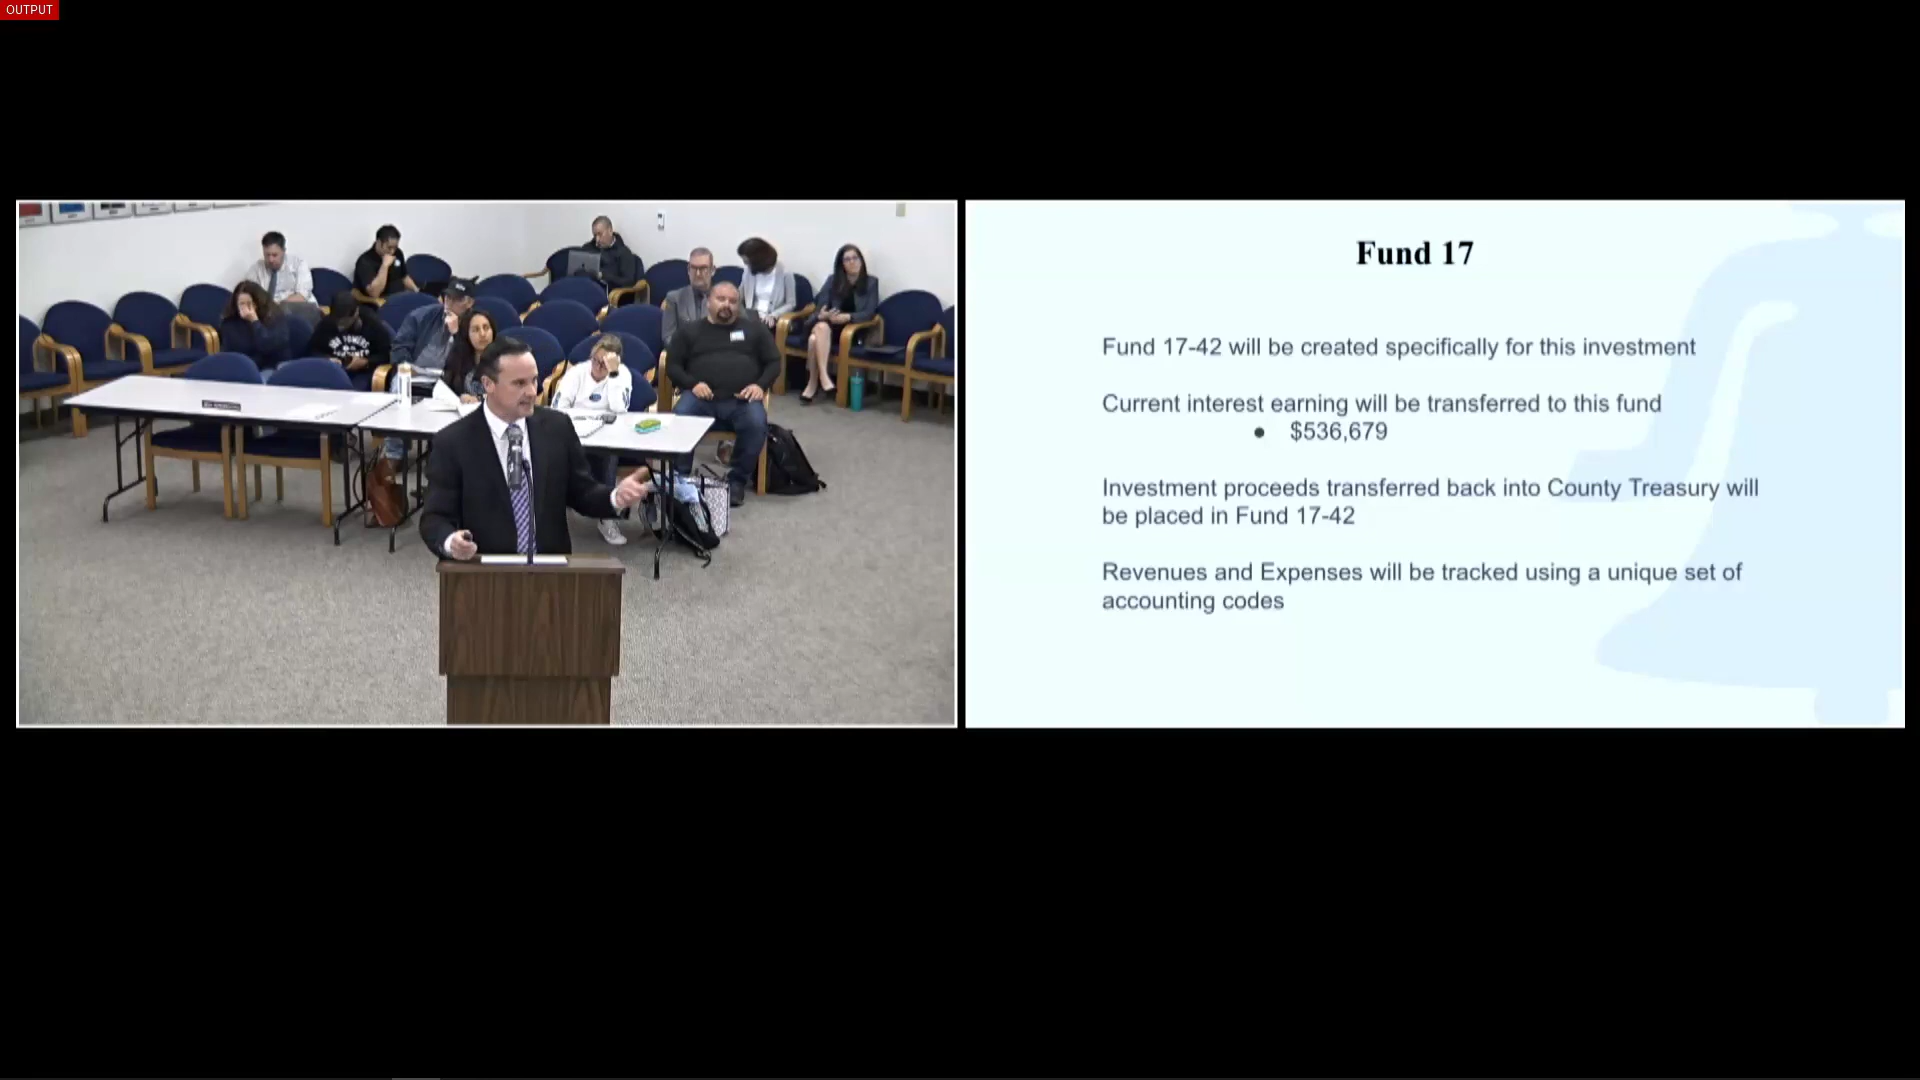 OUTPUT
Fund 17
Fund 17-42 will be created specifically for this investment
Current interest earning will be transferred to this fund
● $536,679
Investment proceeds transferred back into County Treasury will
be placed in Fund 17-42
Revenues and Expenses will be tracked using a unique set of
accounting codes